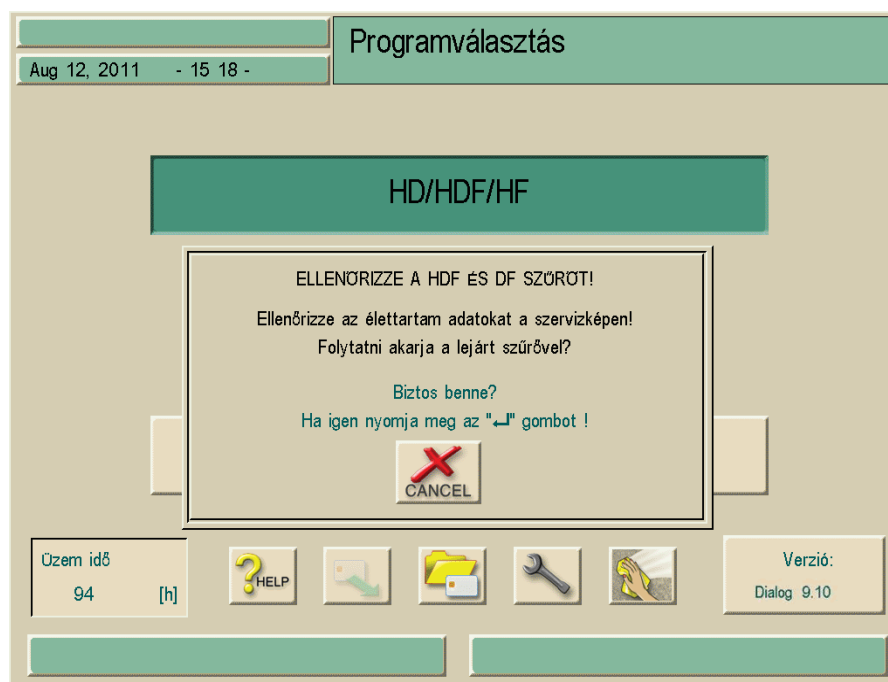 Programválasztás
Aug 12, 2011 - 15 18 -
HD/HDF/HF
ELLENŐRIZZE A HDF ÉS DF SZŰRŐT!
Ellenőrizze az élettartam adatokat a szervizképen!
Folytatni akarja a lejárt szűrővel?
Biztos benne?
Ha igen nyomja meg az "↵" gombot !
CANCEL
Üzem idő
94 [h]
HELP
Verzió:
Dialog 9.10